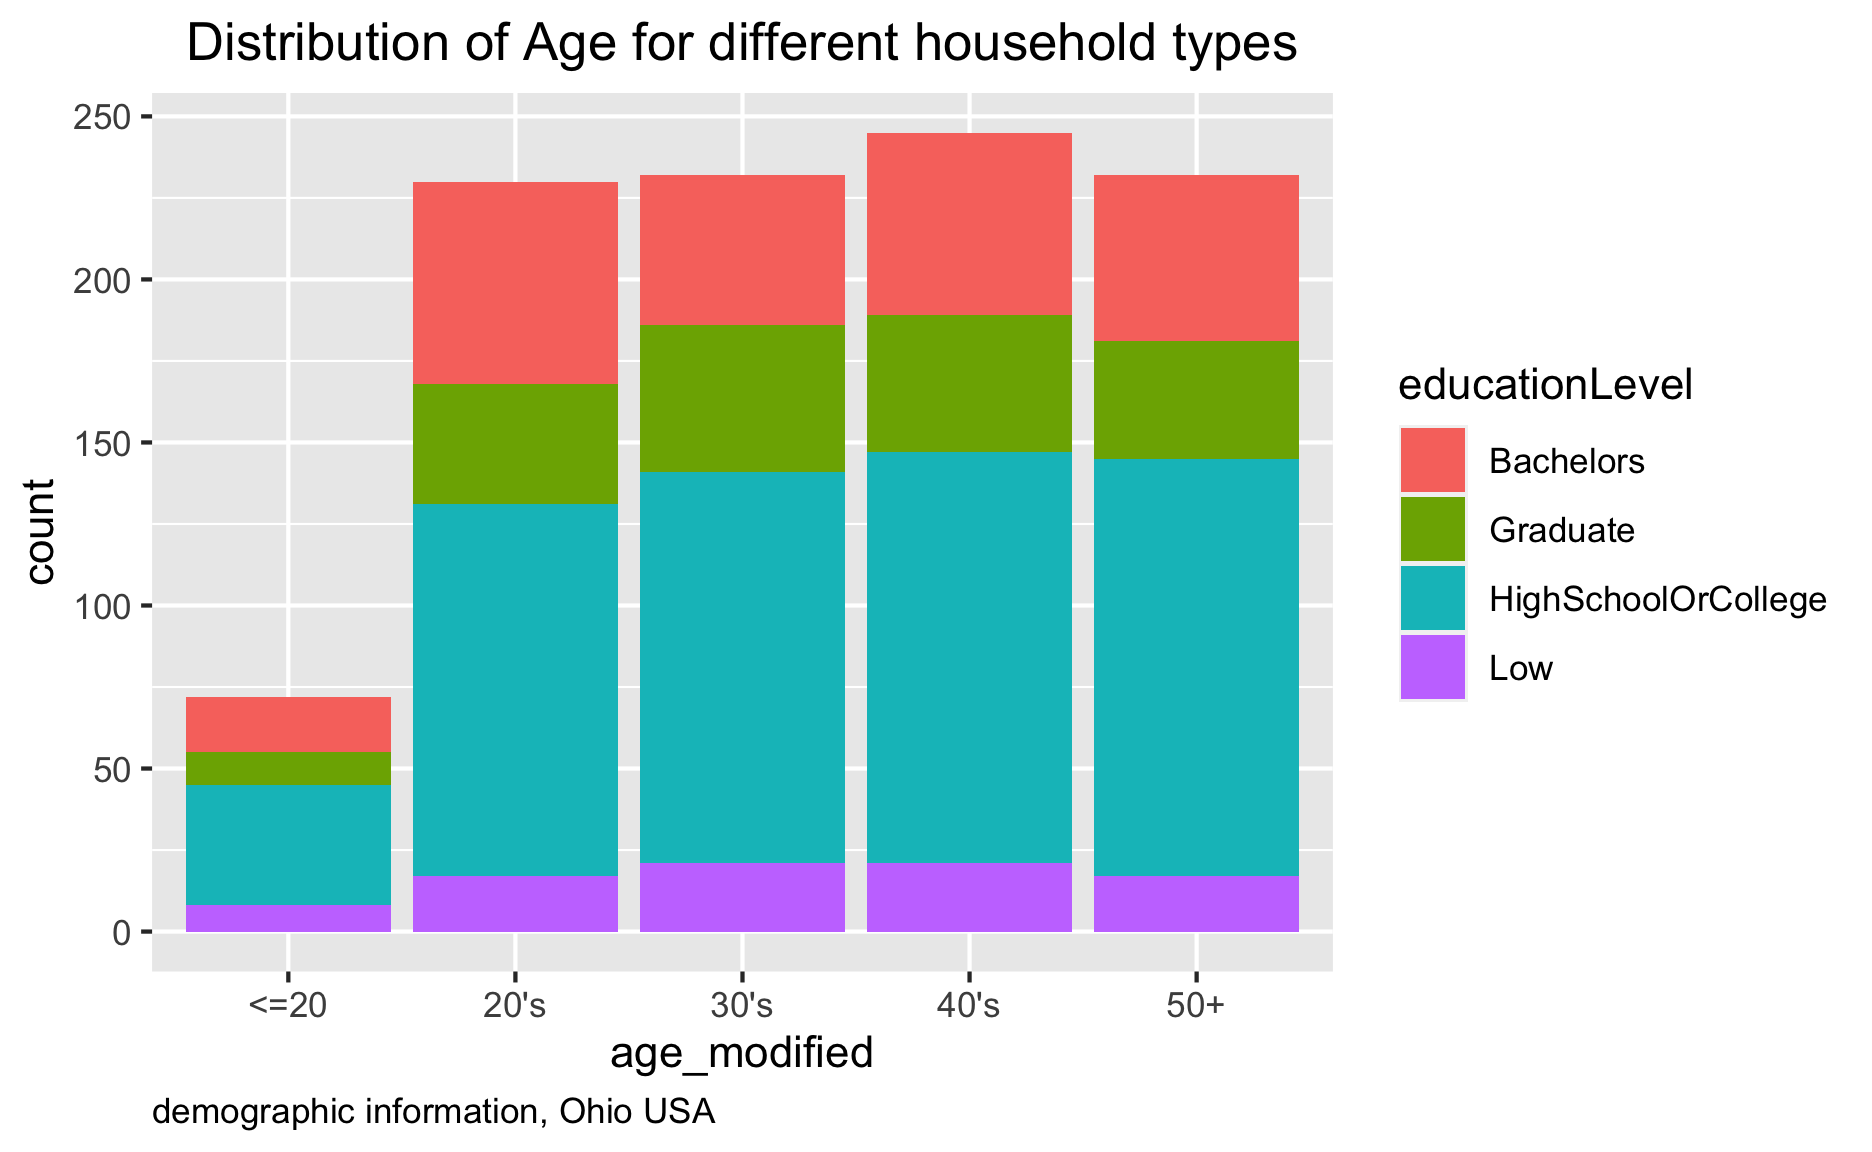 Distribution of Age for different household types
250
200
150
100
50
0
count
<=20 20's 30's 40's 50+
age_modified
demographic information, Ohio USA
educationLevel
Bachelors
Graduate
HighSchoolOrCollege
Low